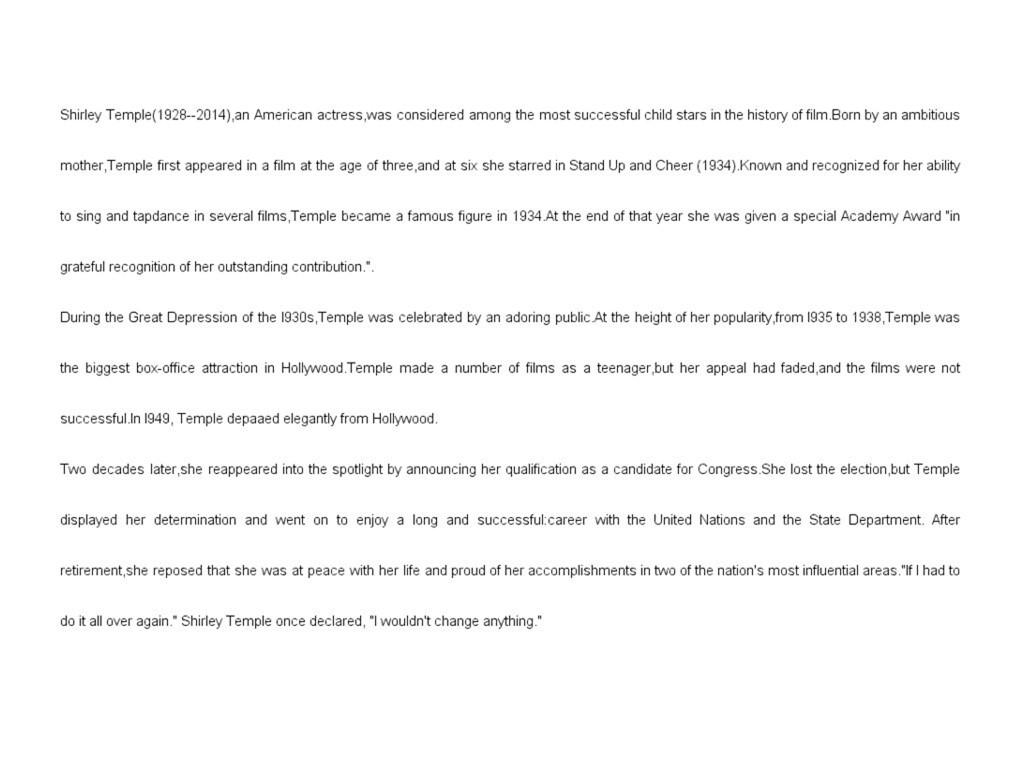 Shirley Temple(1928--2014),an American actress,was considered among the most successful child stars in the history of film.Born by an ambitious
mother,Temple first appeared in a film at the age of three,and at six she starred in Stand Up and Cheer (1934).Known and recognized for her ability
to sing and tapdance in several films,Temple became a famous figure in 1934.At the end of that year she was given a special Academy Award "in
grateful recognition of her outstanding contribution.".
During the Great Depression of the I930s,Temple was celebrated by an adoring public.At the height of her popularity,from I935 to 1938,Temple was
the biggest box-office attraction in Hollywood.Temple made a number of films as a teenager,but her appeal had faded,and the films were not
successful.In I949, Temple depaaed elegantly from Hollywood.
Two decades later,she reappeared into the spotlight by announcing her qualification as a candidate for Congress.She lost the election,but Temple
displayed her determination and went on to enjoy a long and successful:career with the United Nations and the State Department. After
retirement,she reposed that she was at peace with her life and proud of her accomplishments in two of the nation's most influential areas."If I had to
do it all over again." Shirley Temple once declared, "I wouldn't change anything."